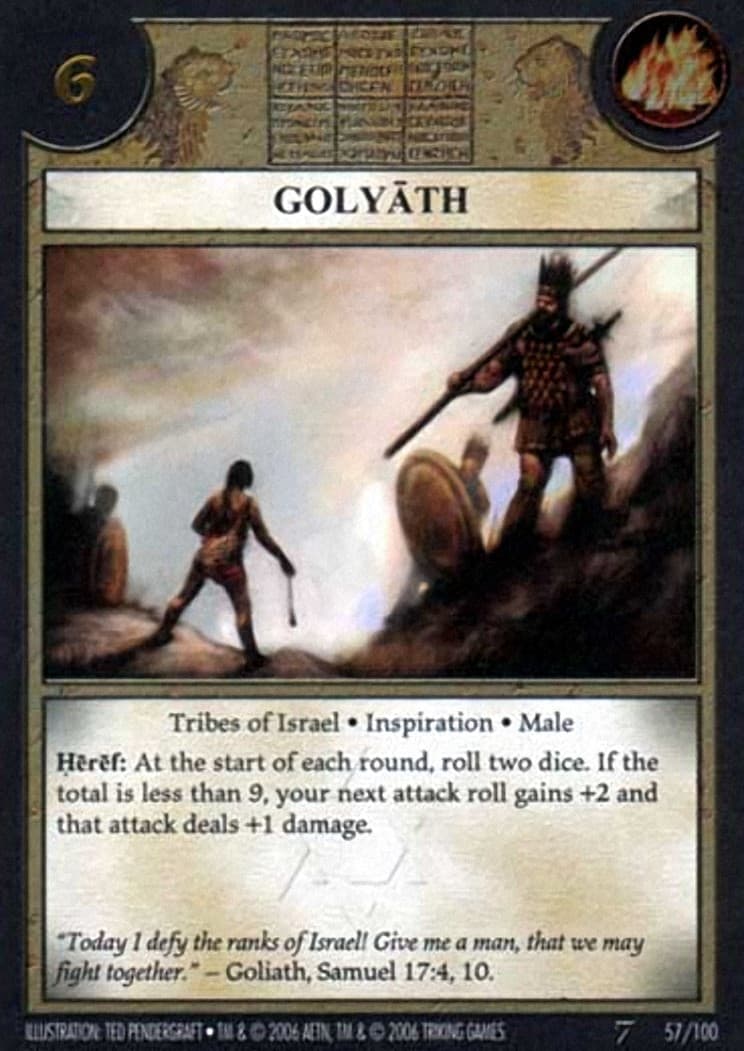 6
GOLYĀTH
Tribes of Israel • Inspiration • Male
Ḥērēf: At the start of each round, roll two dice. If the
total is less than 9, your next attack roll gains +2 and
that attack deals +1 damage.
"Today I defy the ranks of Israel! Give me a man, that we may
fight together." – Goliath, Samuel 17:4, 10.
ILLUSTRATION: TED PENDERGRAFT • TM & © 2006 AETN, TM & © 2006 TRIKING GAMES 7 57/100